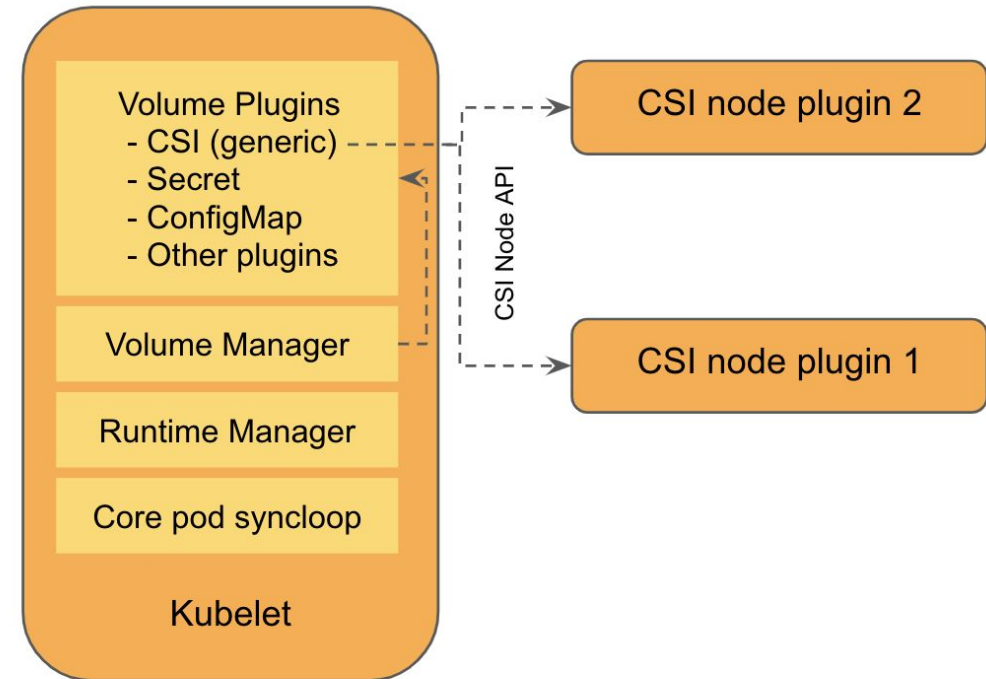 Volume Plugins
- CSI (generic)
- Secret
- ConfigMap
- Other plugins
Volume Manager
Runtime Manager
Core pod syncloop
Kubelet
CSI Node API
CSI node plugin 2
CSI node plugin 1